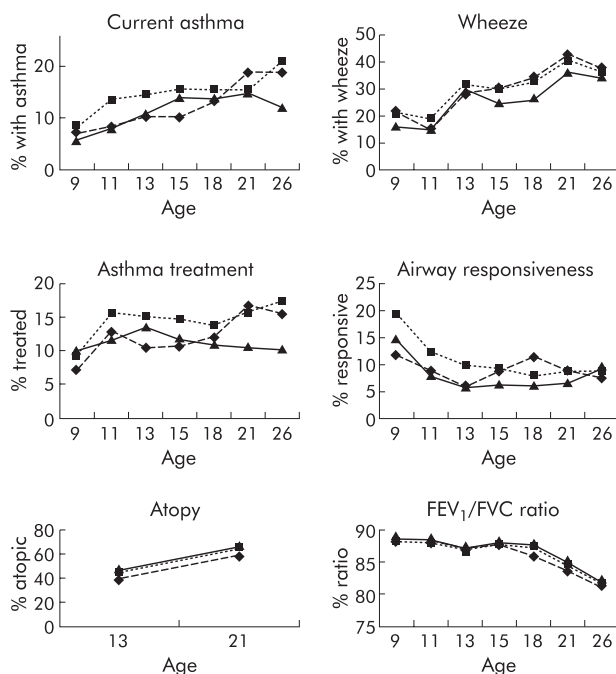 Current asthma
% with asthma
20
10
0
9 11 13 15 18 21 26
Age
Wheeze
% with wheeze
50
40
30
20
10
0
9 11 13 15 18 21 26
Age
Asthma treatment
% treated
20
15
10
5
0
9 11 13 15 18 21 26
Age
Airway responsiveness
% responsive
25
20
15
10
5
0
9 11 13 15 18 21 26
Age
Atopy
% atopic
80
60
40
20
0
13 21
Age
FEV₁/FVC ratio
% ratio
90
85
80
75
9 11 13 15 18 21 26
Age